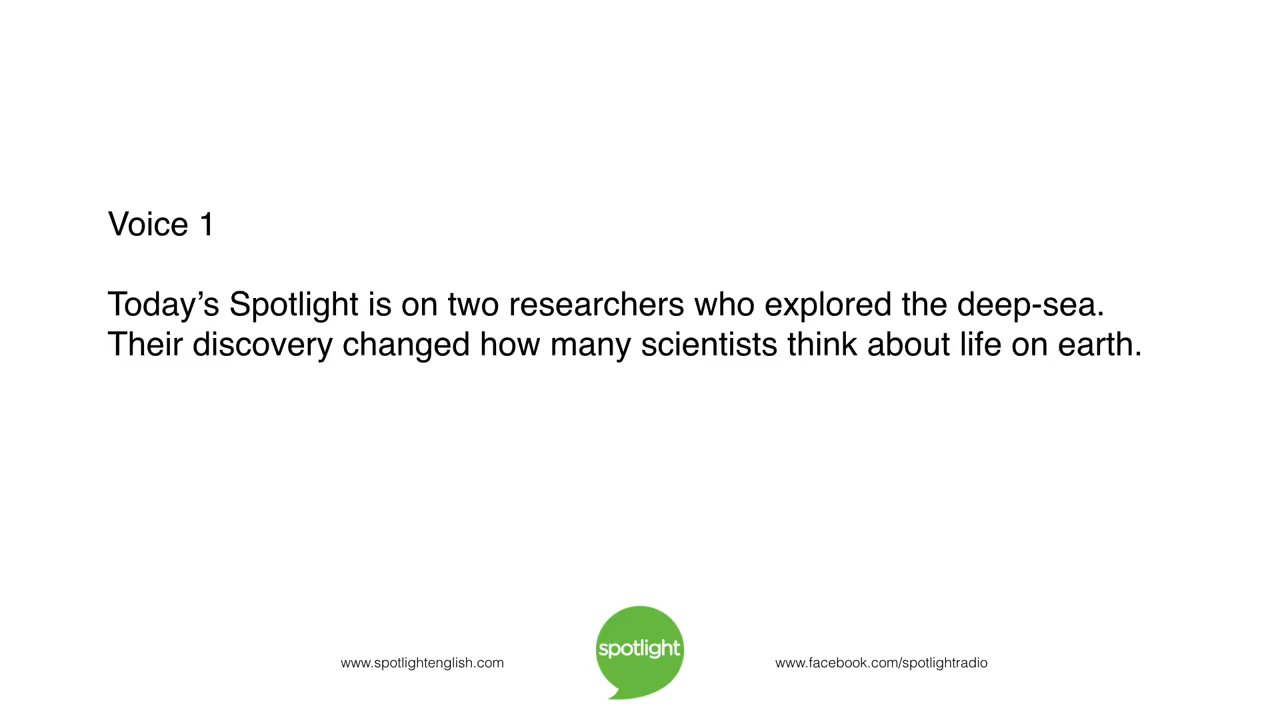 Voice 1
Today’s Spotlight is on two researchers who explored the deep-sea.
Their discovery changed how many scientists think about life on earth.
spotlight
www.spotlightenglish.com
www.facebook.com/spotlightradio